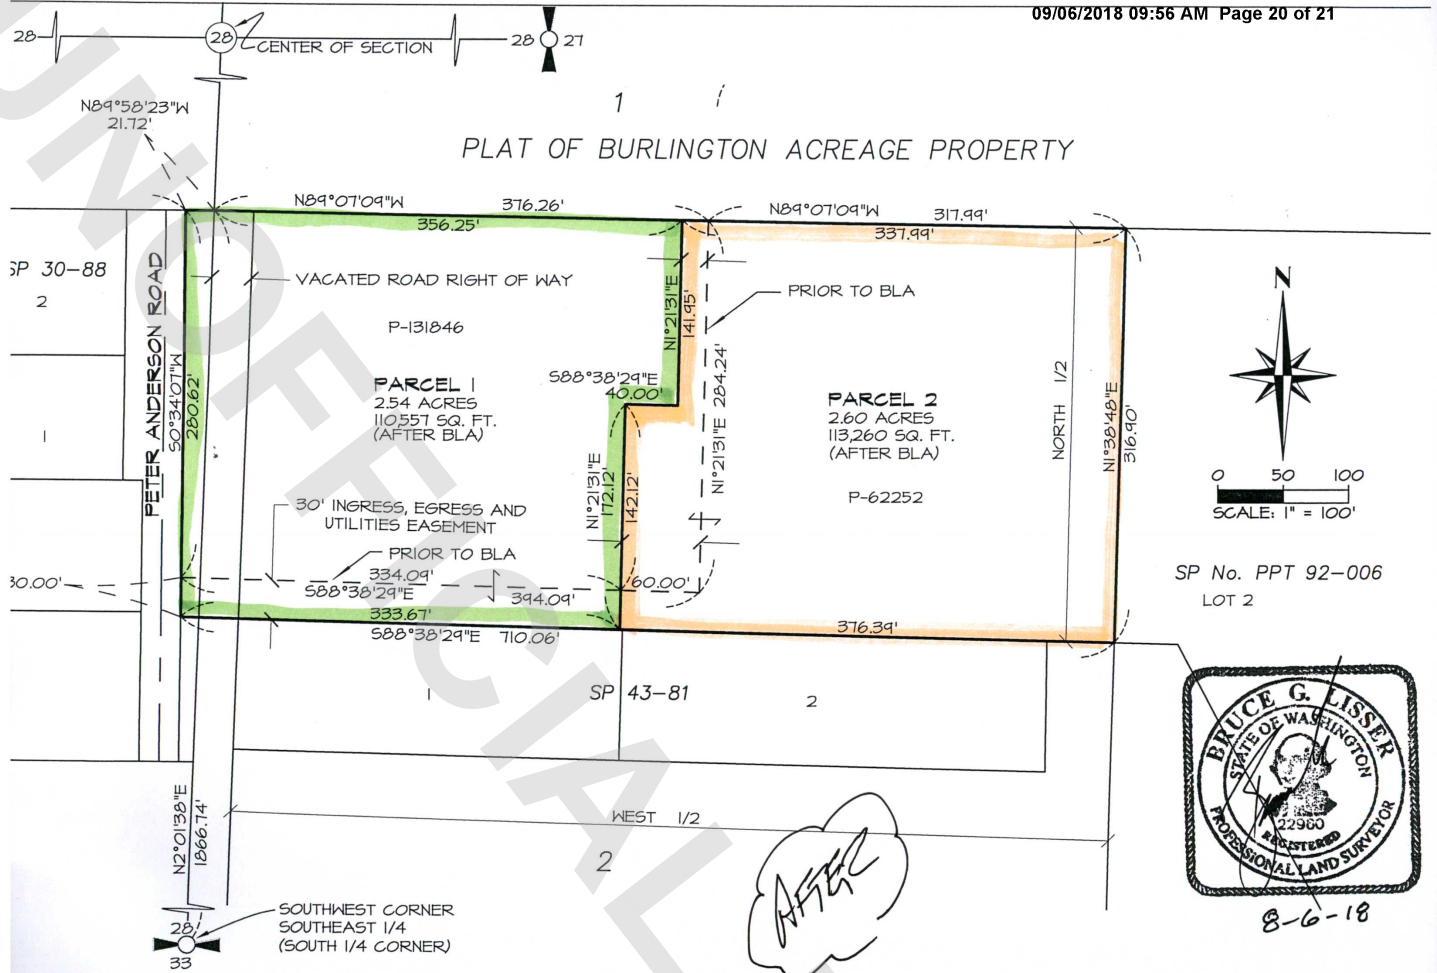 09/06/2018 09:56 AM Page 20 of 21
28
28
CENTER OF SECTION
28
27
N89°58'23"W
21.72'
1
PLAT OF BURLINGTON ACREAGE PROPERTY
N89°07'09"W
376.26'
356.25'
N89°07'09"W
317.99'
337.99'
SP 30-88
2
1
PETER ANDERSON ROAD
S0°34'07"W
280.62'
VACATED ROAD RIGHT OF WAY
P-131846
PARCEL 1
2.54 ACRES
110,557 SQ. FT.
(AFTER BLA)
N1°21'31"E
141.95'
S88°38'29"E
40.00'
PRIOR TO BLA
N1°21'31"E 284.24'
PARCEL 2
2.60 ACRES
113,260 SQ. FT.
(AFTER BLA)
P-62252
NORTH 1/2
N1°38'48"E
316.90'
N
0 50 100
SCALE: 1" = 100'
SP No. PPT 92-006
LOT 2
30' INGRESS, EGRESS AND
UTILITIES EASEMENT
PRIOR TO BLA
N1°21'31"E
172.12'
142.12'
30.00'
334.09'
S88°38'29"E
394.09'
60.00'
333.67'
S88°38'29"E 710.06'
376.39'
1
SP 43-81
2
N2°01'38"E
1866.74'
WEST 1/2
2
AFTER
SOUTHWEST CORNER
SOUTHEAST 1/4
(SOUTH 1/4 CORNER)
28
33
BRUCE G. LISSER
STATE OF WASHINGTON
22960
REGISTERED
PROFESSIONAL LAND SURVEYOR
8-6-18
UNOFFICIAL